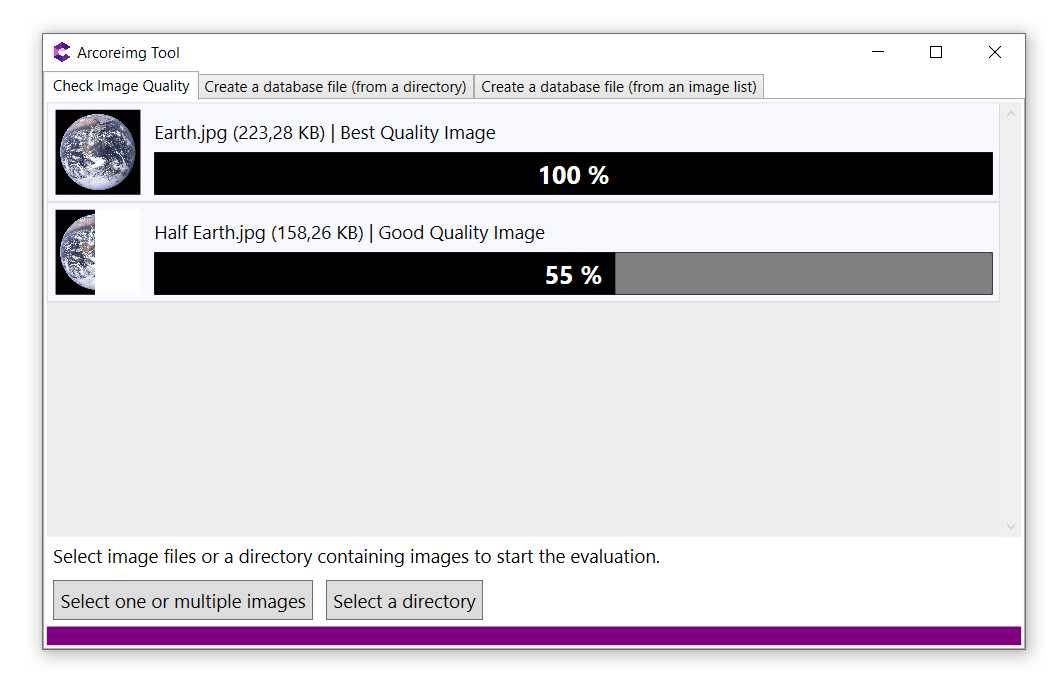 Arcoreimg Tool
Check Image Quality
Create a database file (from a directory)
Create a database file (from an image list)
Earth.jpg (223,28 KB) | Best Quality Image
100 %
Half Earth.jpg (158,26 KB) | Good Quality Image
55 %
Select image files or a directory containing images to start the evaluation.
Select one or multiple images
Select a directory